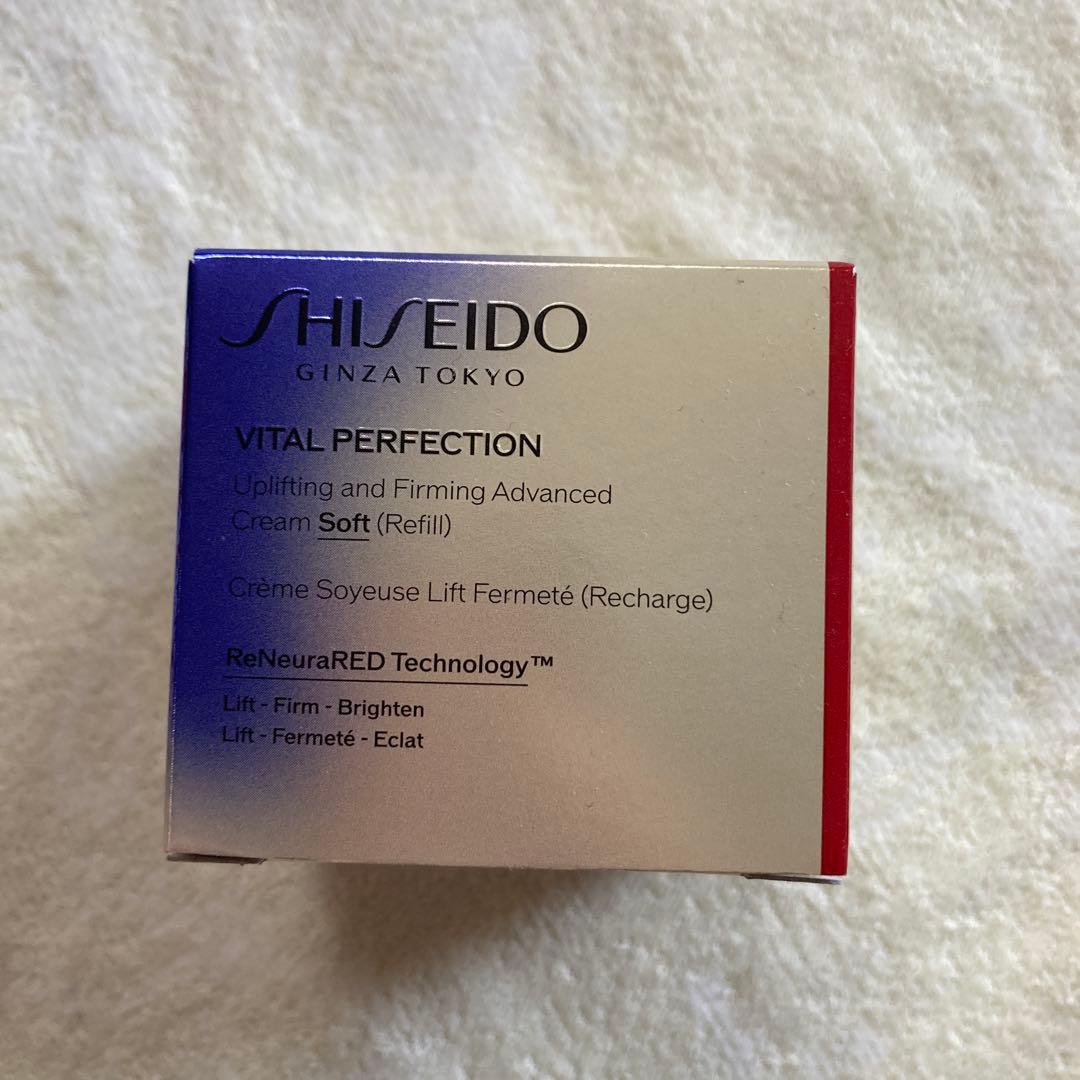 SHISEIDO
GINZA TOKYO
VITAL PERFECTION
Uplifting and Firming Advanced
Cream Soft (Refill)
Crème Soyeuse Lift Fermeté (Recharge)
ReNeuraRED Technology™
Lift - Firm - Brighten
Lift - Fermeté - Eclat